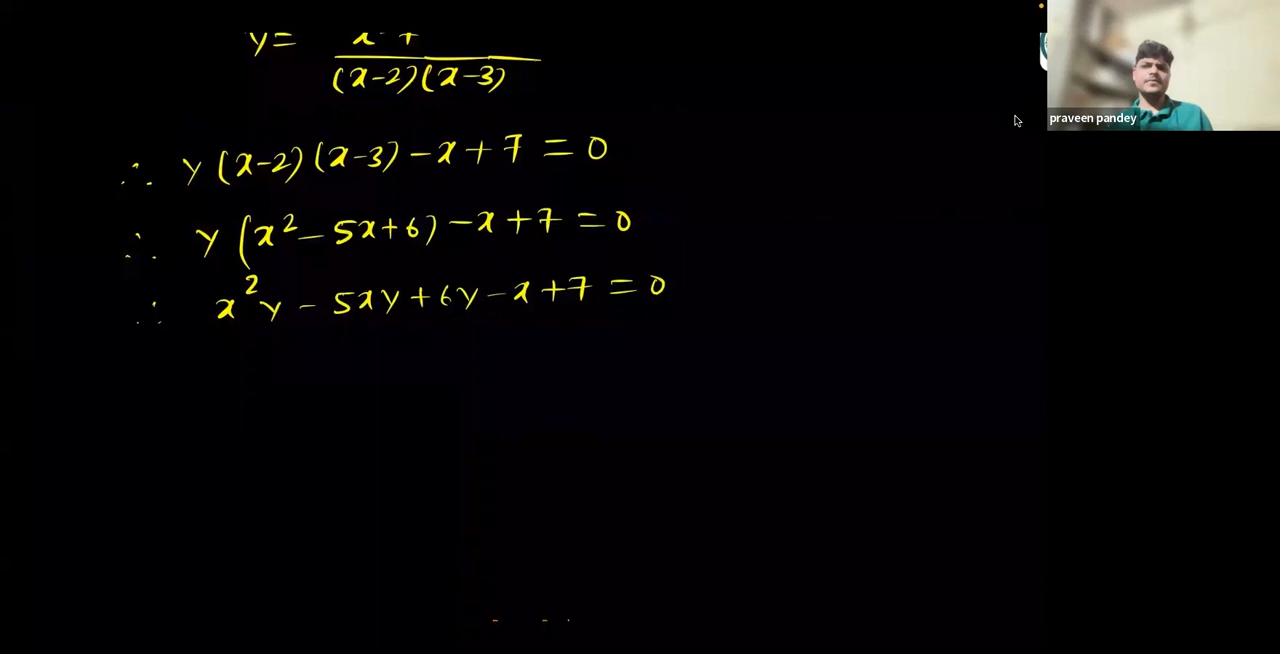 y =
(x-2)(x-3)
praveen pandey
∴ y(x-2)(x-3) - x + 7 = 0
∴ y(x² - 5x + 6) - x + 7 = 0
∴ x²y - 5xy + 6y - x + 7 = 0